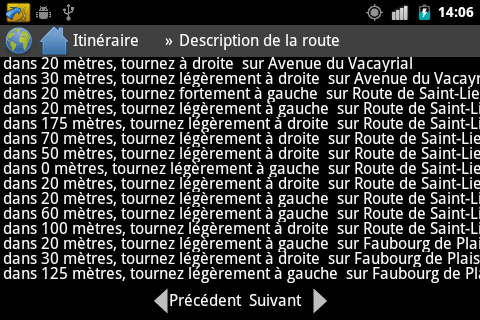 14:06
Itinéraire » Description de la route
dans 20 mètres, tournez à droite sur Avenue du Vacayrial
dans 30 mètres, tournez légèrement à droite sur Avenue du Vacayr
dans 20 mètres, tournez fortement à gauche sur Route de Saint-Lie
dans 20 mètres, tournez légèrement à gauche sur Route de Saint-Li
dans 175 mètres, tournez légèrement à droite sur Route de Saint-L
dans 70 mètres, tournez légèrement à droite sur Route de Saint-Lie
dans 50 mètres, tournez légèrement à droite sur Route de Saint-Lie
dans 0 mètres, tournez légèrement à gauche sur Route de Saint-Lie
dans 20 mètres, tournez légèrement à droite sur Route de Saint-Lie
dans 20 mètres, tournez légèrement à gauche sur Route de Saint-Li
dans 60 mètres, tournez légèrement à gauche sur Route de Saint-Li
dans 100 mètres, tournez légèrement à droite sur Route de Saint-L
dans 20 mètres, tournez légèrement à gauche sur Faubourg de Plai
dans 30 mètres, tournez légèrement à droite sur Faubourg de Plais
dans 125 mètres, tournez légèrement à gauche sur Faubourg de Pla
Précédent Suivant